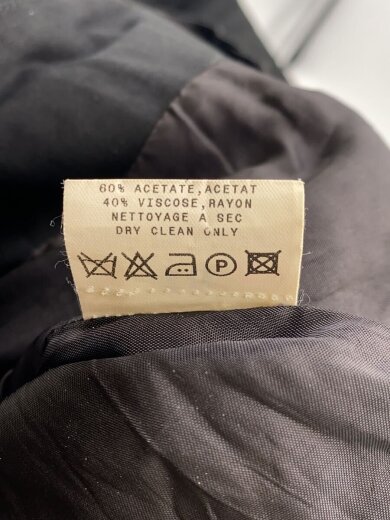 60% ACETATE,ACETAT
40% VISCOSE,RAYON
NETTOYAGE A SEC
DRY CLEAN ONLY
P